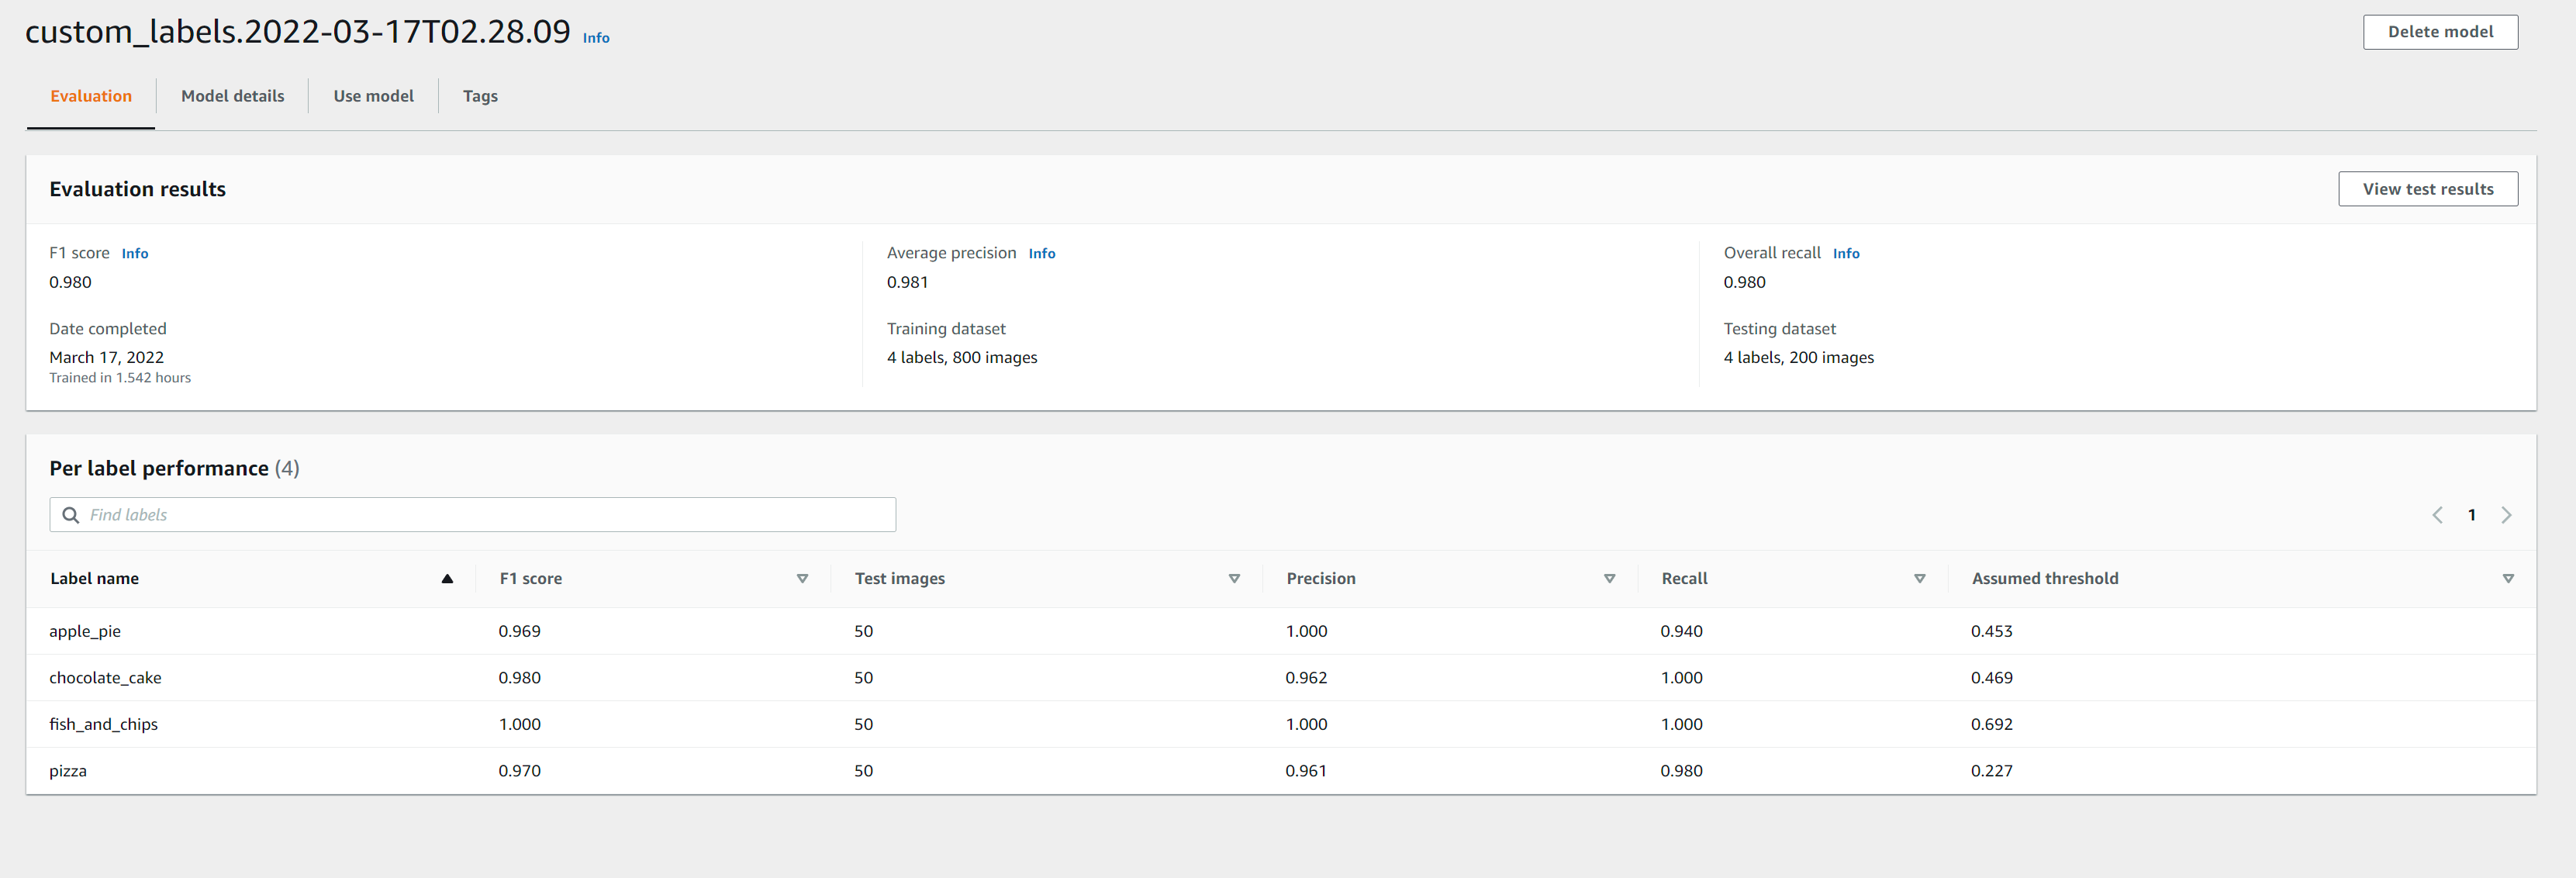 custom_labels.2022-03-17T02.28.09 Info
Delete model
Evaluation Model details Use model Tags
Evaluation results
View test results
F1 score Info
0.980
Average precision Info
0.981
Overall recall Info
0.980
Date completed
March 17, 2022
Trained in 1.542 hours
Training dataset
4 labels, 800 images
Testing dataset
4 labels, 200 images
Per label performance (4)
Find labels
1
Label name F1 score Test images Precision Recall Assumed threshold
apple_pie 0.969 50 1.000 0.940 0.453
chocolate_cake 0.980 50 0.962 1.000 0.469
fish_and_chips 1.000 50 1.000 1.000 0.692
pizza 0.970 50 0.961 0.980 0.227